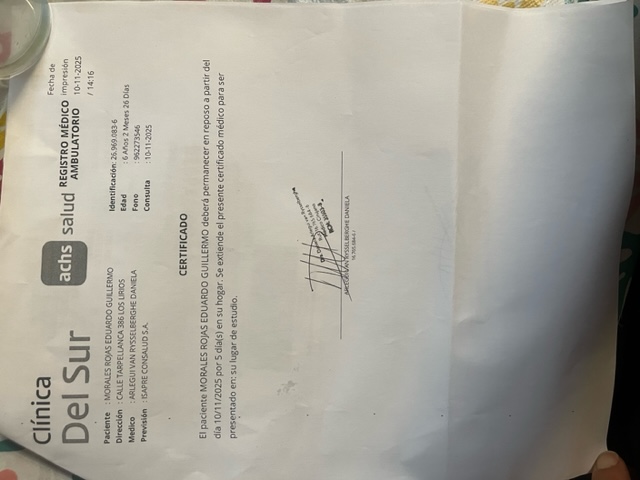 Clínica
Del Sur
achs salud
REGISTRO MÉDICO
AMBULATORIO
Fecha de
impresión
10-11-2025
/ 14:16
Paciente : MORALES ROJAS EDUARDO GUILLERMO
Identificación: 26.969.083-6
Dirección : CALLE TARPELLANCA 386 LOS LIRIOS
Edad : 6 Años 2 Meses 26 Días
Medico : ARLEGUI VAN RYSSELBERGHE DANIELA
Fono : 962273546
Previsión : ISAPRE CONSALUD S.A.
Consulta : 10-11-2025
CERTIFICADO
El paciente MORALES ROJAS EDUARDO GUILLERMO deberá permanecer en reposo a partir del
día 10/11/2025 por 5 día(s) en su hogar. Se extiende el presente certificado médico para ser
presentado en: su lugar de estudio.
ARLEGUI VAN RYSSELBERGHE DANIELA